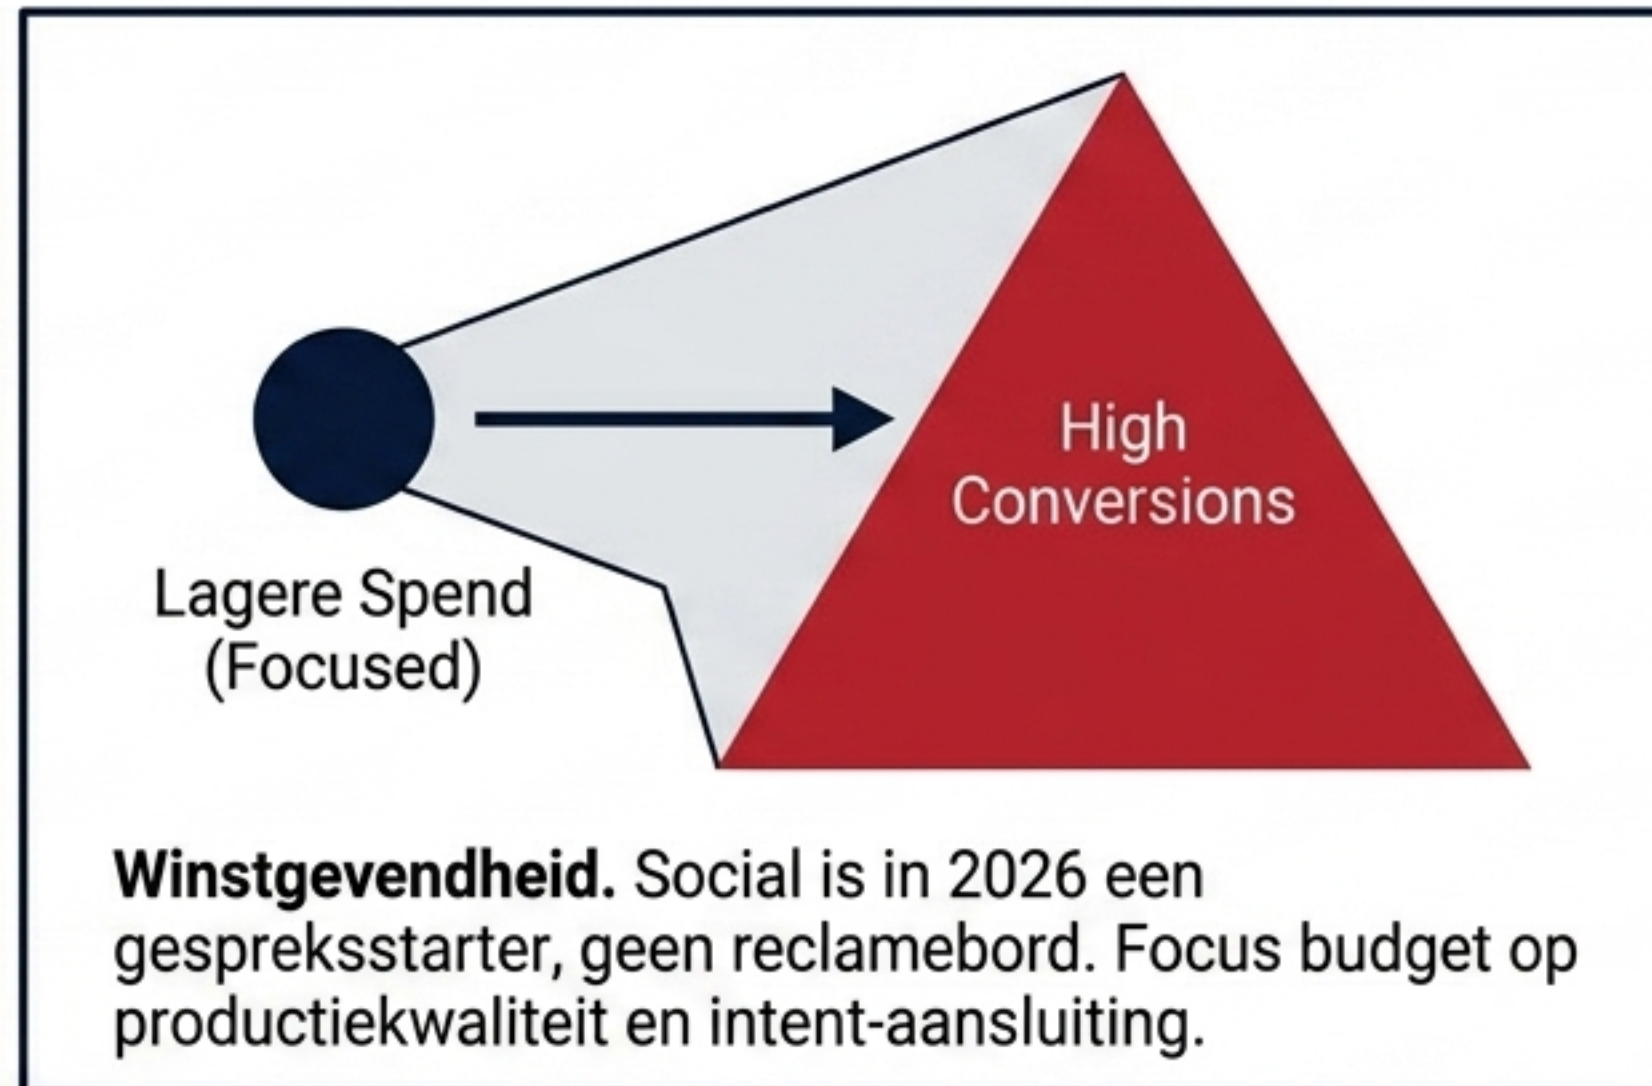 High
Conversions
Lagere Spend
(Focused)
Winstgevendheid. Social is in 2026 een
gespreksstarter, geen reclamebord. Focus budget op
productiekwaliteit en intent-aansluiting.